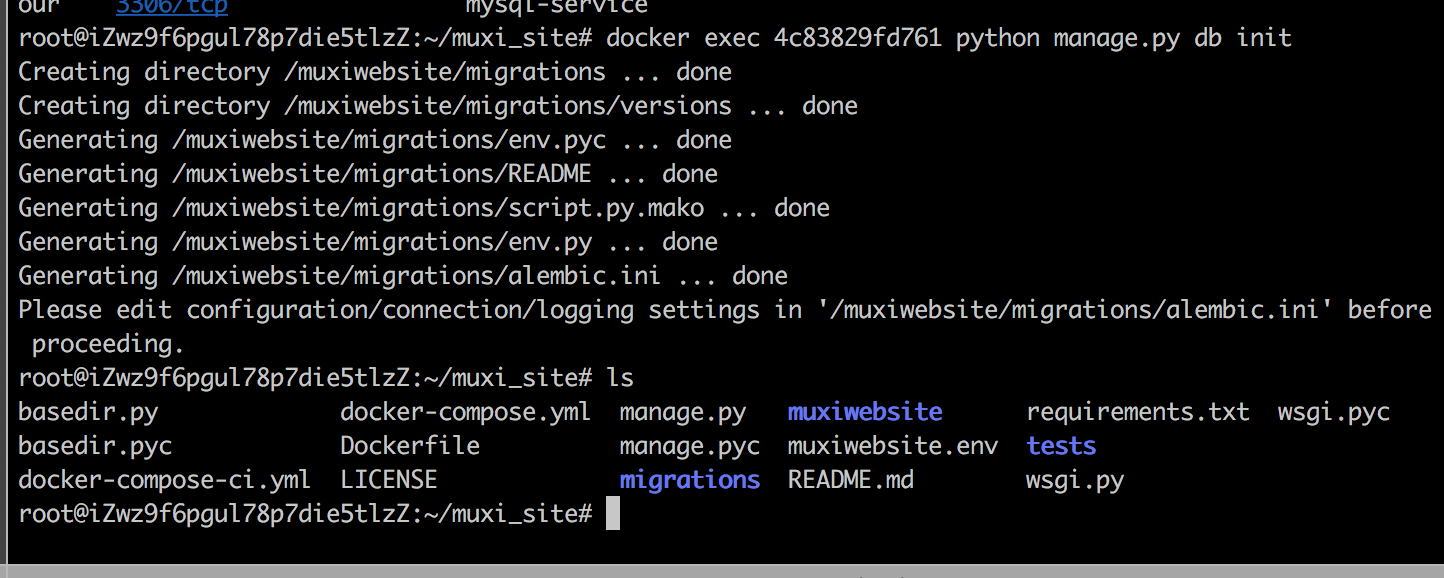 our    3306/tcp                 mysql-service
root@iZwz9f6pgul78p7die5tlzZ:~/muxi_site# docker exec 4c83829fd761 python manage.py db init
Creating directory /muxiwebsite/migrations ... done
Creating directory /muxiwebsite/migrations/versions ... done
Generating /muxiwebsite/migrations/env.pyc ... done
Generating /muxiwebsite/migrations/README ... done
Generating /muxiwebsite/migrations/script.py.mako ... done
Generating /muxiwebsite/migrations/env.py ... done
Generating /muxiwebsite/migrations/alembic.ini ... done
Please edit configuration/connection/logging settings in '/muxiwebsite/migrations/alembic.ini' before
 proceeding.
root@iZwz9f6pgul78p7die5tlzZ:~/muxi_site# ls
basedir.py             docker-compose.yml  manage.py   muxiwebsite      requirements.txt  wsgi.pyc
basedir.pyc            Dockerfile          manage.pyc  muxiwebsite.env  tests
docker-compose-ci.yml  LICENSE             migrations  README.md        wsgi.py
root@iZwz9f6pgul78p7die5tlzZ:~/muxi_site#